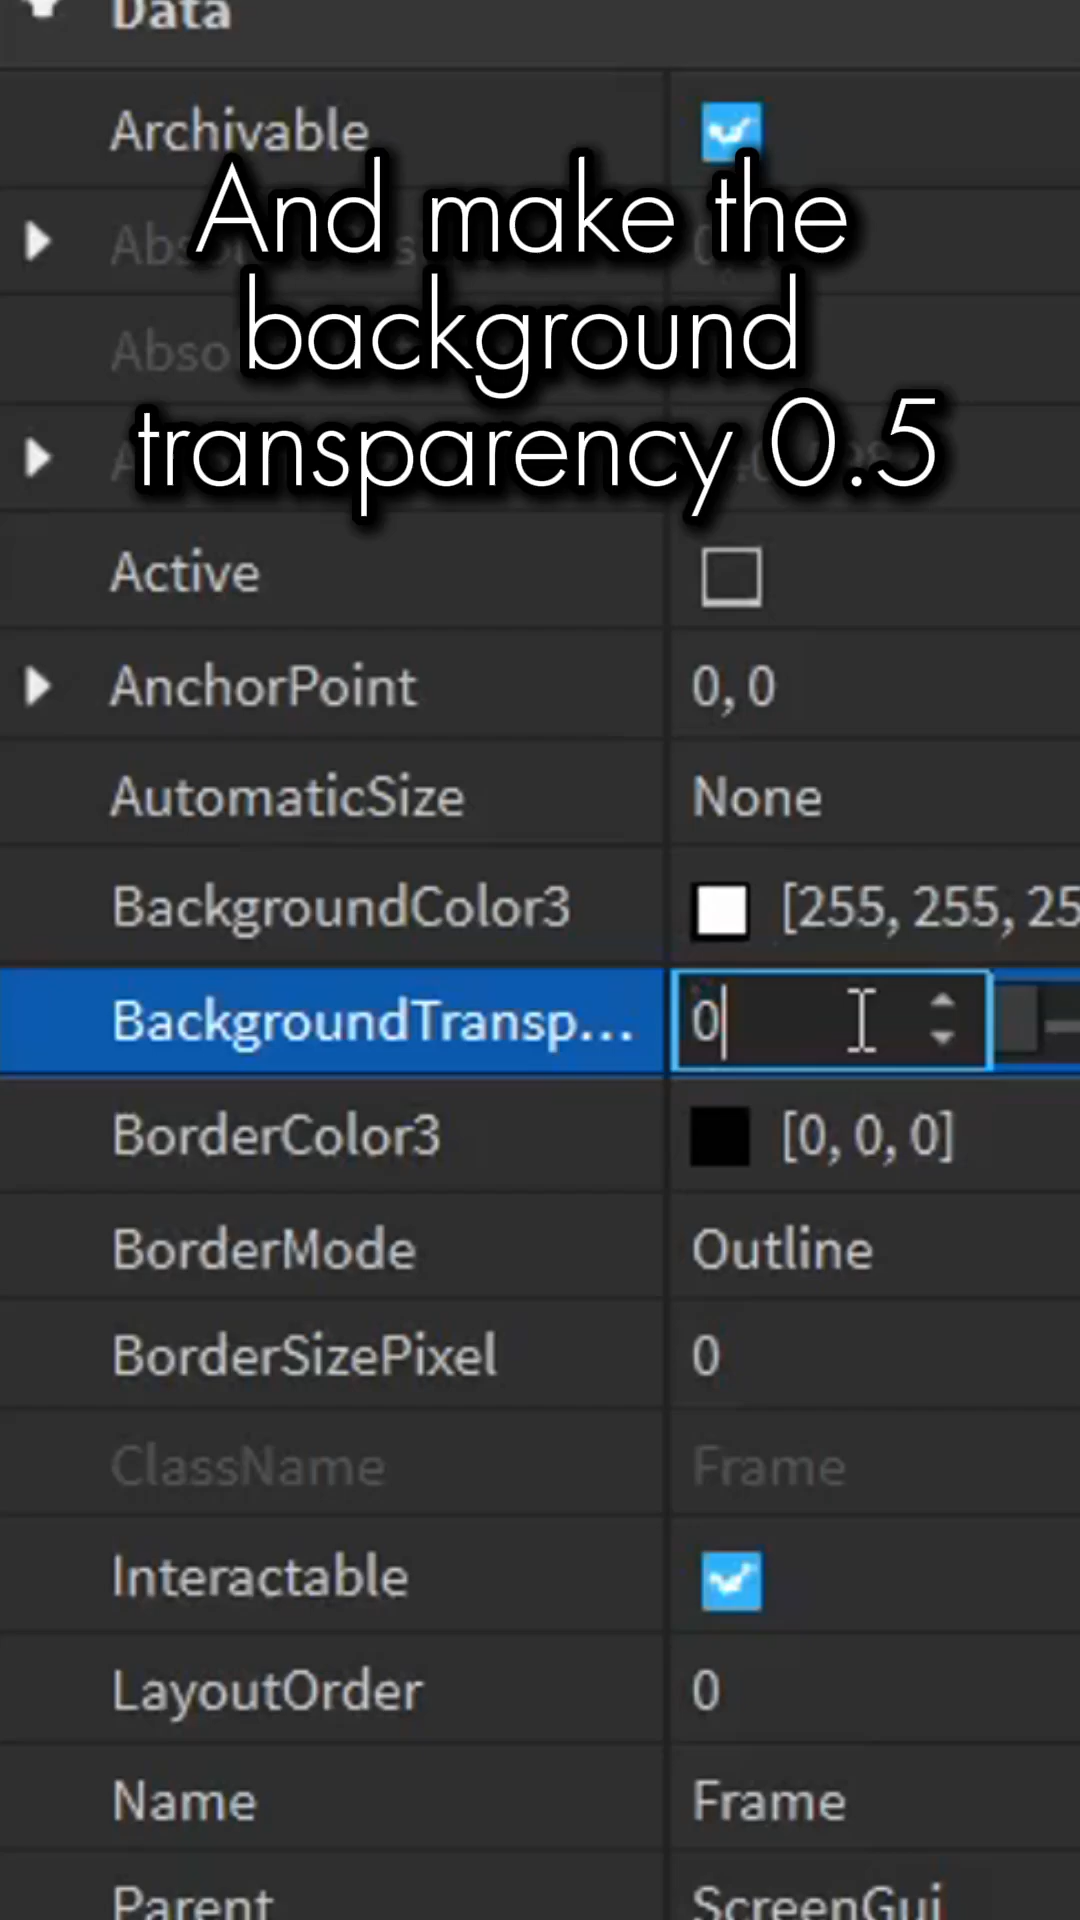 Data
Archivable
And make the
background
transparency 0.5
Active
AnchorPoint 0, 0
AutomaticSize None
BackgroundColor3 [255, 255, 25
BackgroundTransp... 0
BorderColor3 [0, 0, 0]
BorderMode Outline
BorderSizePixel 0
ClassName Frame
Interactable
LayoutOrder 0
Name Frame
Parent ScreenGui